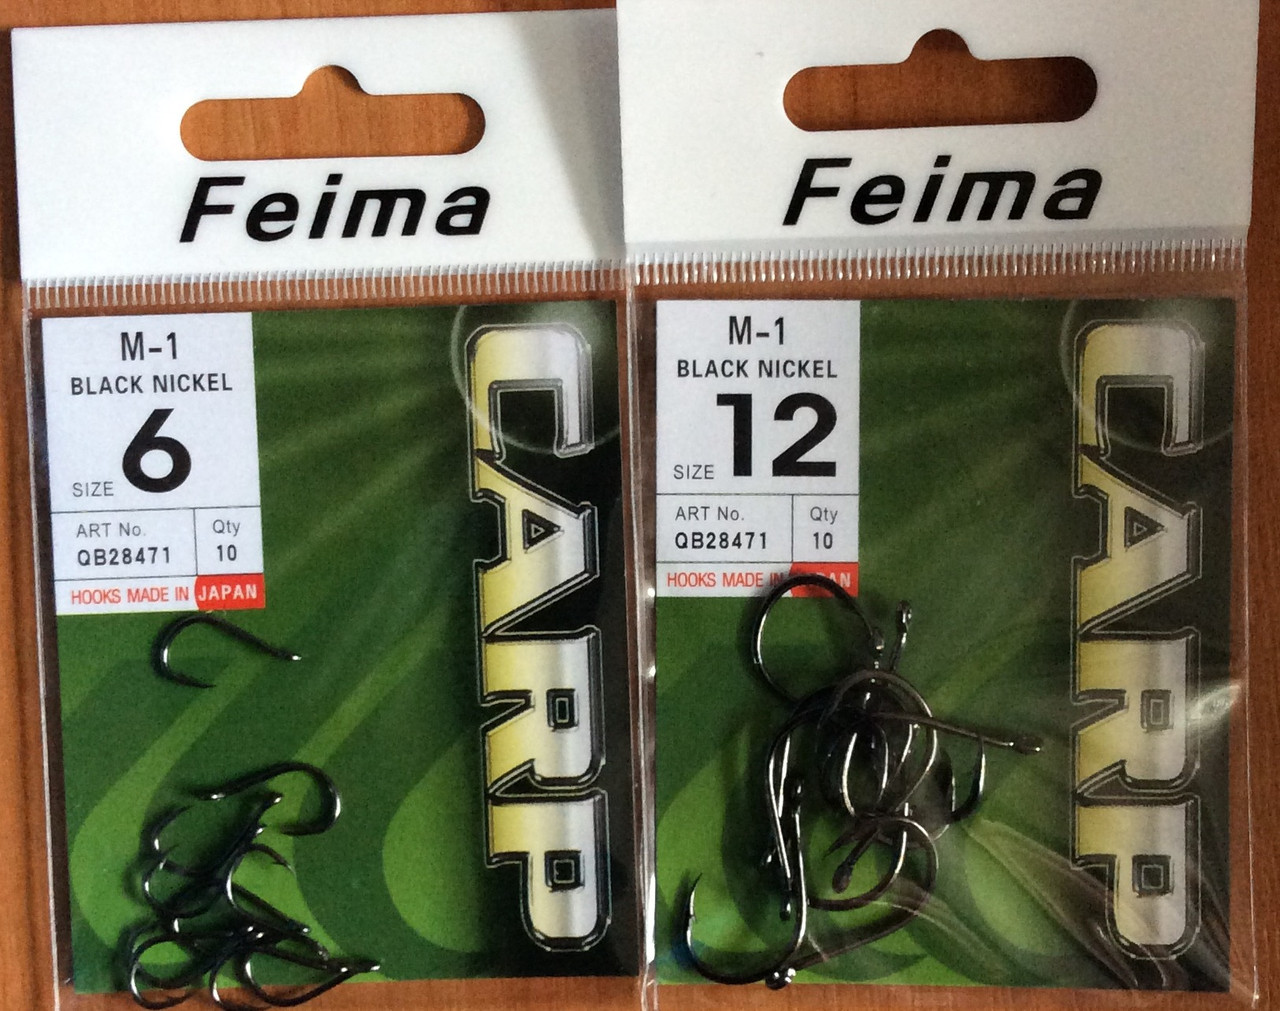 Feima
M-1
BLACK NICKEL
SIZE 6
ART No.
QB28471
Qty
10
HOOKS MADE IN JAPAN
CARP
Feima
M-1
BLACK NICKEL
SIZE 12
ART No.
QB28471
Qty
10
HOOKS MADE IN JAPAN
CARP